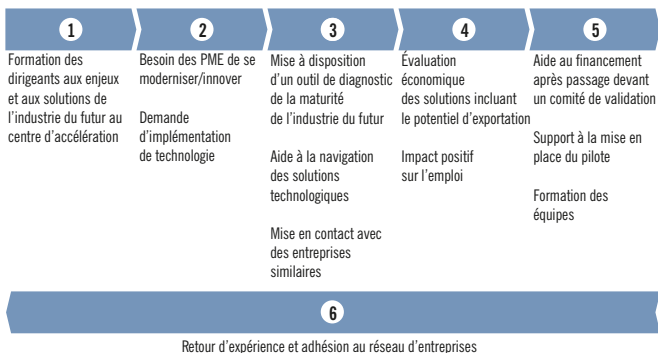 1
Formation des
dirigeants aux enjeux
et aux solutions de
l'industrie du futur au
centre d'accélération
2
Besoin des PME de se
moderniser/innover
Demande
d'implémentation
de technologie
3
Mise à disposition
d'un outil de diagnostic
de la maturité
de l'industrie du futur
Aide à la navigation
des solutions
technologiques
Mise en contact avec
des entreprises
similaires
4
Évaluation
économique
des solutions incluant
le potentiel d'exportation
Impact positif
sur l'emploi
5
Aide au financement
après passage devant
un comité de validation
Support à la mise en
place du pilote
Formation des
équipes
6
Retour d'expérience et adhésion au réseau d'entreprises